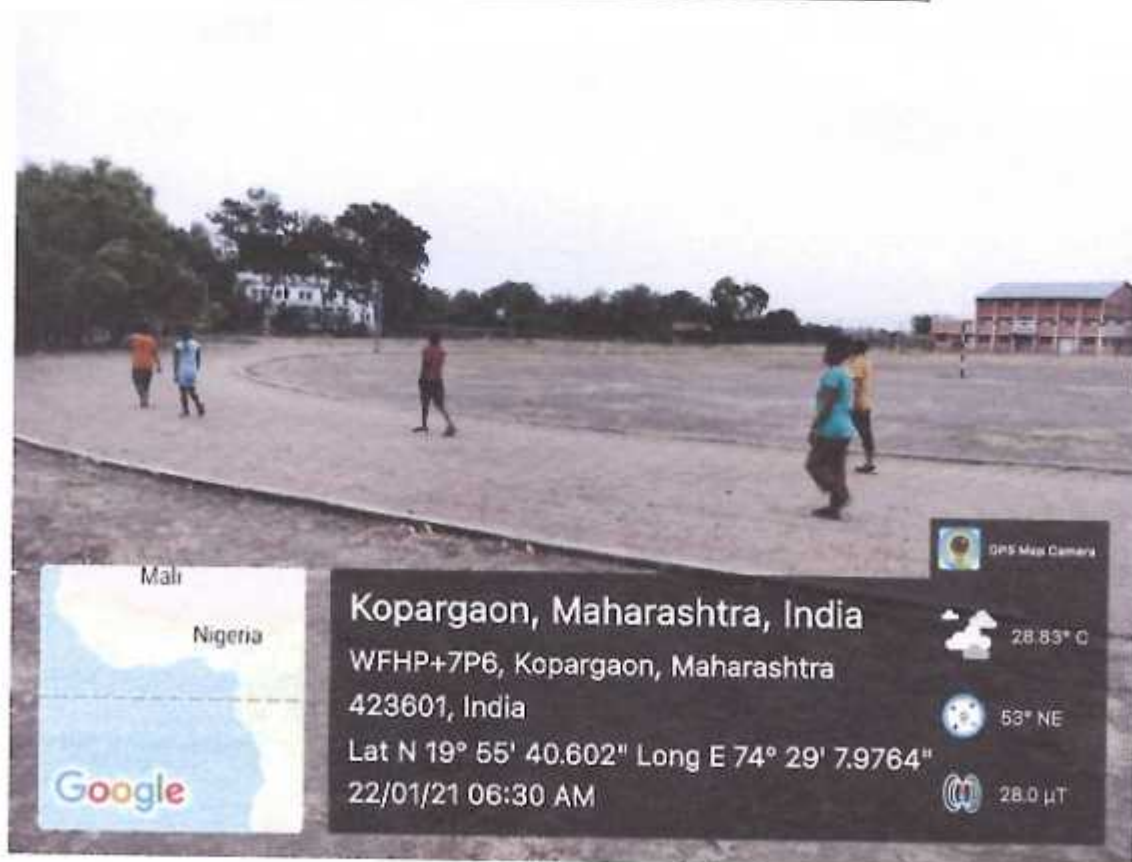 Mali
Nigeria
Google
Kopargaon, Maharashtra, India
WFHP+7P6, Kopargaon, Maharashtra
423601, India
Lat N 19° 55' 40.602" Long E 74° 29' 7.9764"
22/01/21 06:30 AM
GPS Map Camera
28.83° C
53° NE
28.0 µT